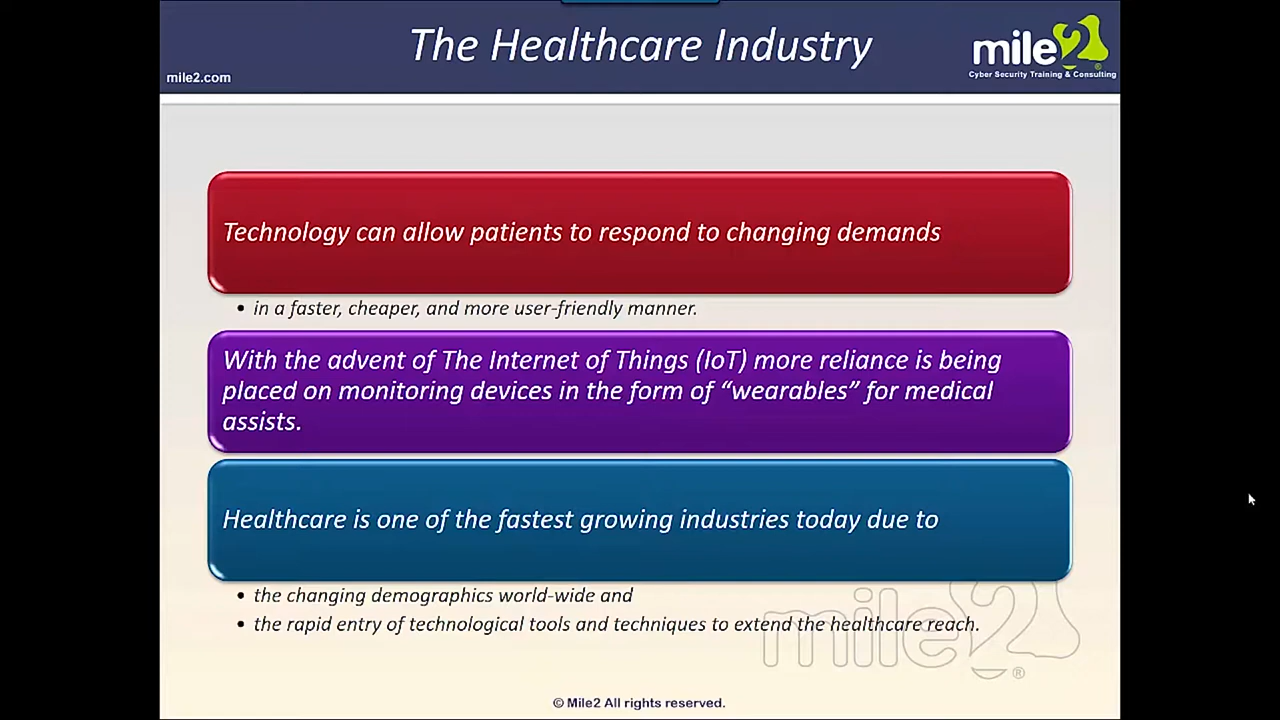 The Healthcare Industry
mile2.com
mile2
®
Cyber Security Training & Consulting
Technology can allow patients to respond to changing demands
• in a faster, cheaper, and more user-friendly manner.
With the advent of The Internet of Things (IoT) more reliance is being
placed on monitoring devices in the form of “wearables” for medical
assists.
Healthcare is one of the fastest growing industries today due to
• the changing demographics world-wide and
• the rapid entry of technological tools and techniques to extend the healthcare reach.
mile2
®
© Mile2 All rights reserved.